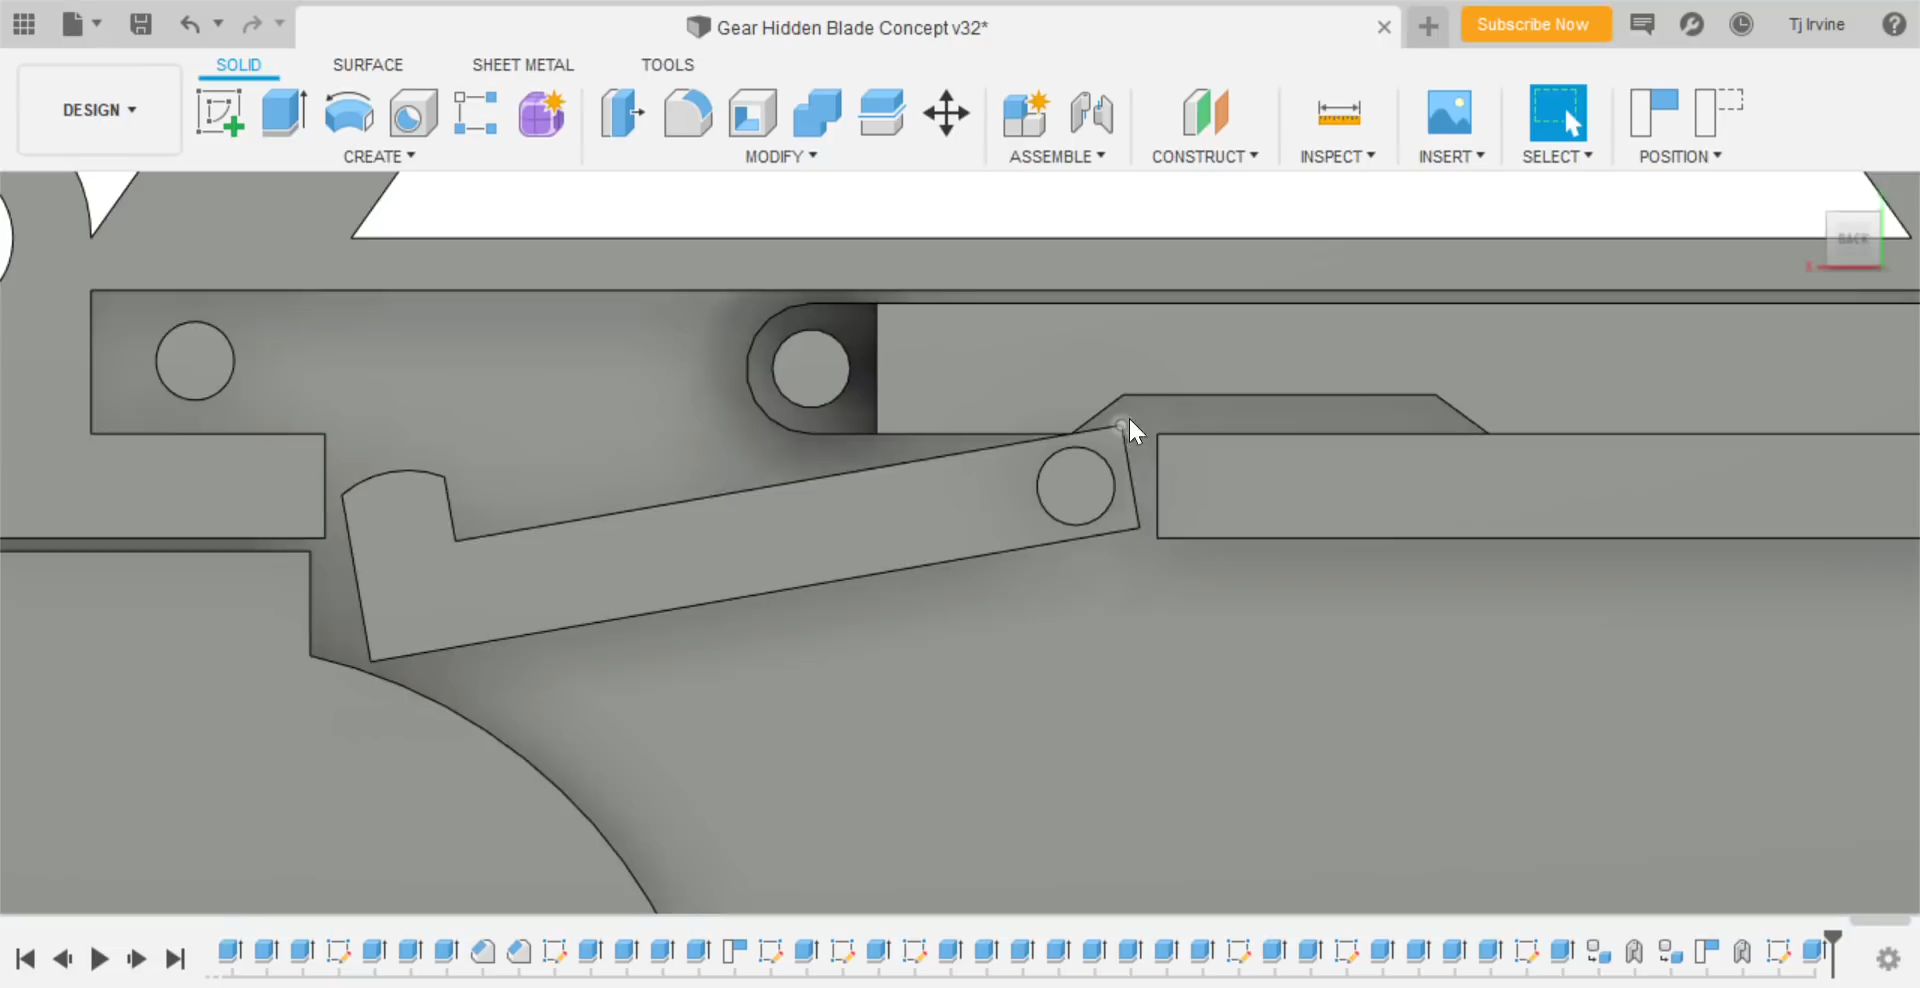 Gear Hidden Blade Concept v32*
Subscribe Now
Tj Irvine
SOLID
SURFACE
SHEET METAL
TOOLS
DESIGN
CREATE
MODIFY
ASSEMBLE
CONSTRUCT
INSPECT
INSERT
SELECT
POSITION
BACK